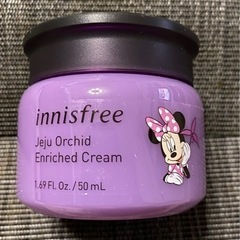 innisfree
Jeju Orchid
Enriched Cream
1.69 Fl. Oz. / 50 mL